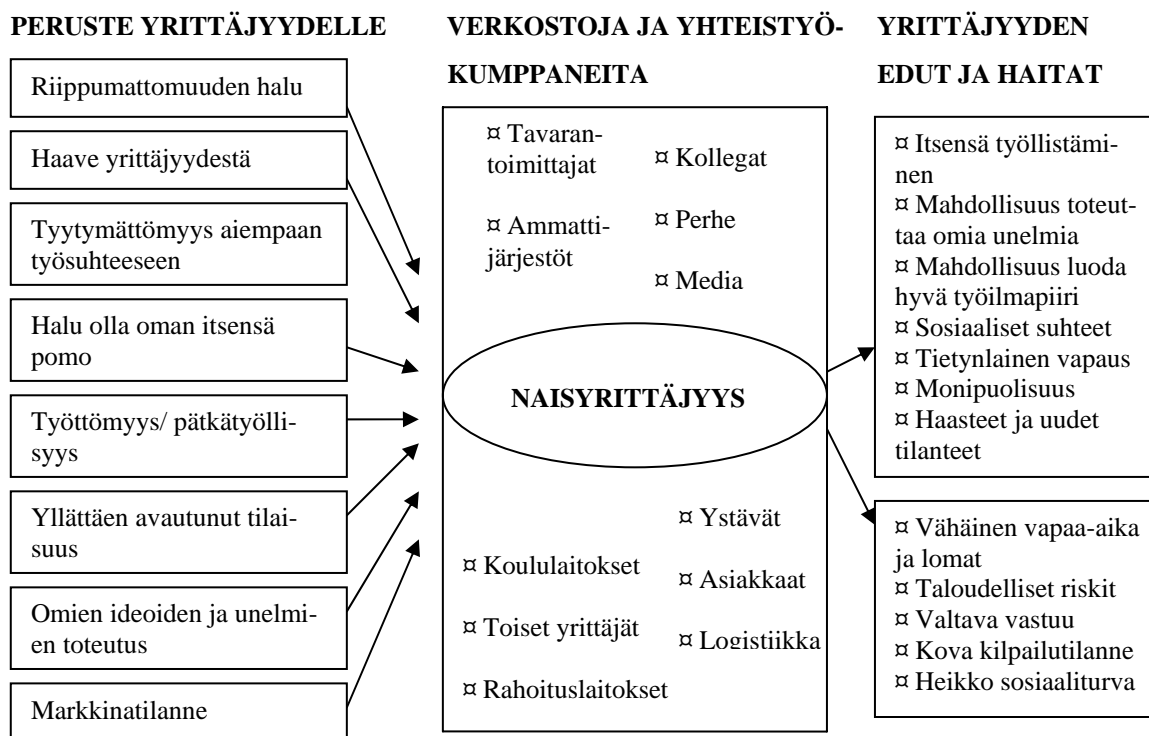 PERUSTE YRITTÄJYYDELLE
Riippumattomuuden halu
Haave yrittäjyydestä
Tyytymättömyys aiempaan
työsuhteeseen
Halu olla oman itsensä
pomo
Työttömyys/ pätkätyölli-
syys
Yllättäen avautunut tilai-
suus
Omien ideoiden ja unelmi-
en toteutus
Markkinatilanne
VERKOSTOJA JA YHTEISTYÖ-
KUMPPANEITA
¤ Tavaran-
toimittajat
¤ Ammatti-
järjestöt
¤ Kollegat
¤ Perhe
¤ Media
NAISYRITTÄJYYS
¤ Koululaitokset
¤ Toiset yrittäjät
¤ Rahoituslaitokset
¤ Ystävät
¤ Asiakkaat
¤ Logistiikka
YRITTÄJYYDEN
EDUT JA HAITAT
¤ Itsensä työllistämi-
nen
¤ Mahdollisuus toteut-
taa omia unelmia
¤ Mahdollisuus luoda
hyvä työilmapiiri
¤ Sosiaaliset suhteet
¤ Tietynlainen vapaus
¤ Monipuolisuus
¤ Haasteet ja uudet
tilanteet
¤ Vähäinen vapaa-aika
ja lomat
¤ Taloudelliset riskit
¤ Valtava vastuu
¤ Kova kilpailutilanne
¤ Heikko sosiaaliturva